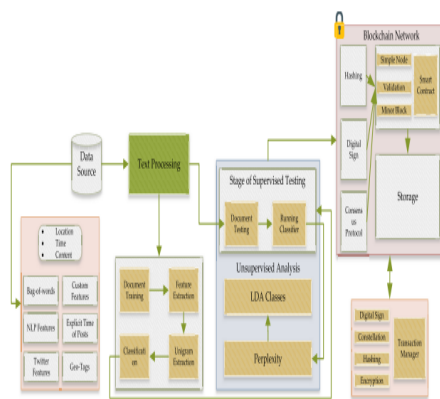 Blockchain Network
Hashing
Simple Node
Validation
Minor Block
Smart
Contract
Digital
Sign
Consens
us
Protocol
Storage
Data
Source
Text Processing
Stage of Supervised Testing
Document
Testing
Running
Classifier
Unsupervised Analysis
LDA Classes
Perplexity
Location
Time
Content
Bag-of-words
Custom
Features
NLP Features
Explicit Time
of Posts
Twitter
Features
Geo-Tags
Document
Training
Feature
Extraction
Classificati
on
Unigram
Extraction
Digital Sign
Constellation
Hashing
Encryption
Transaction
Manager